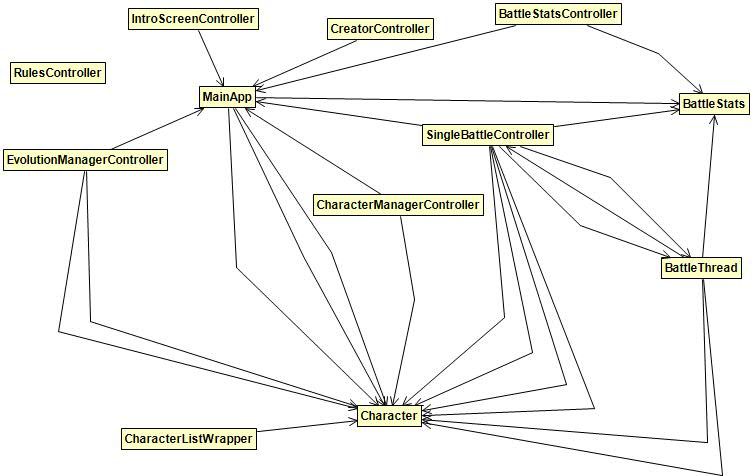 IntroScreenController
CreatorController
BattleStatsController
RulesController
MainApp
BattleStats
SingleBattleController
EvolutionManagerController
CharacterManagerController
BattleThread
Character
CharacterListWrapper